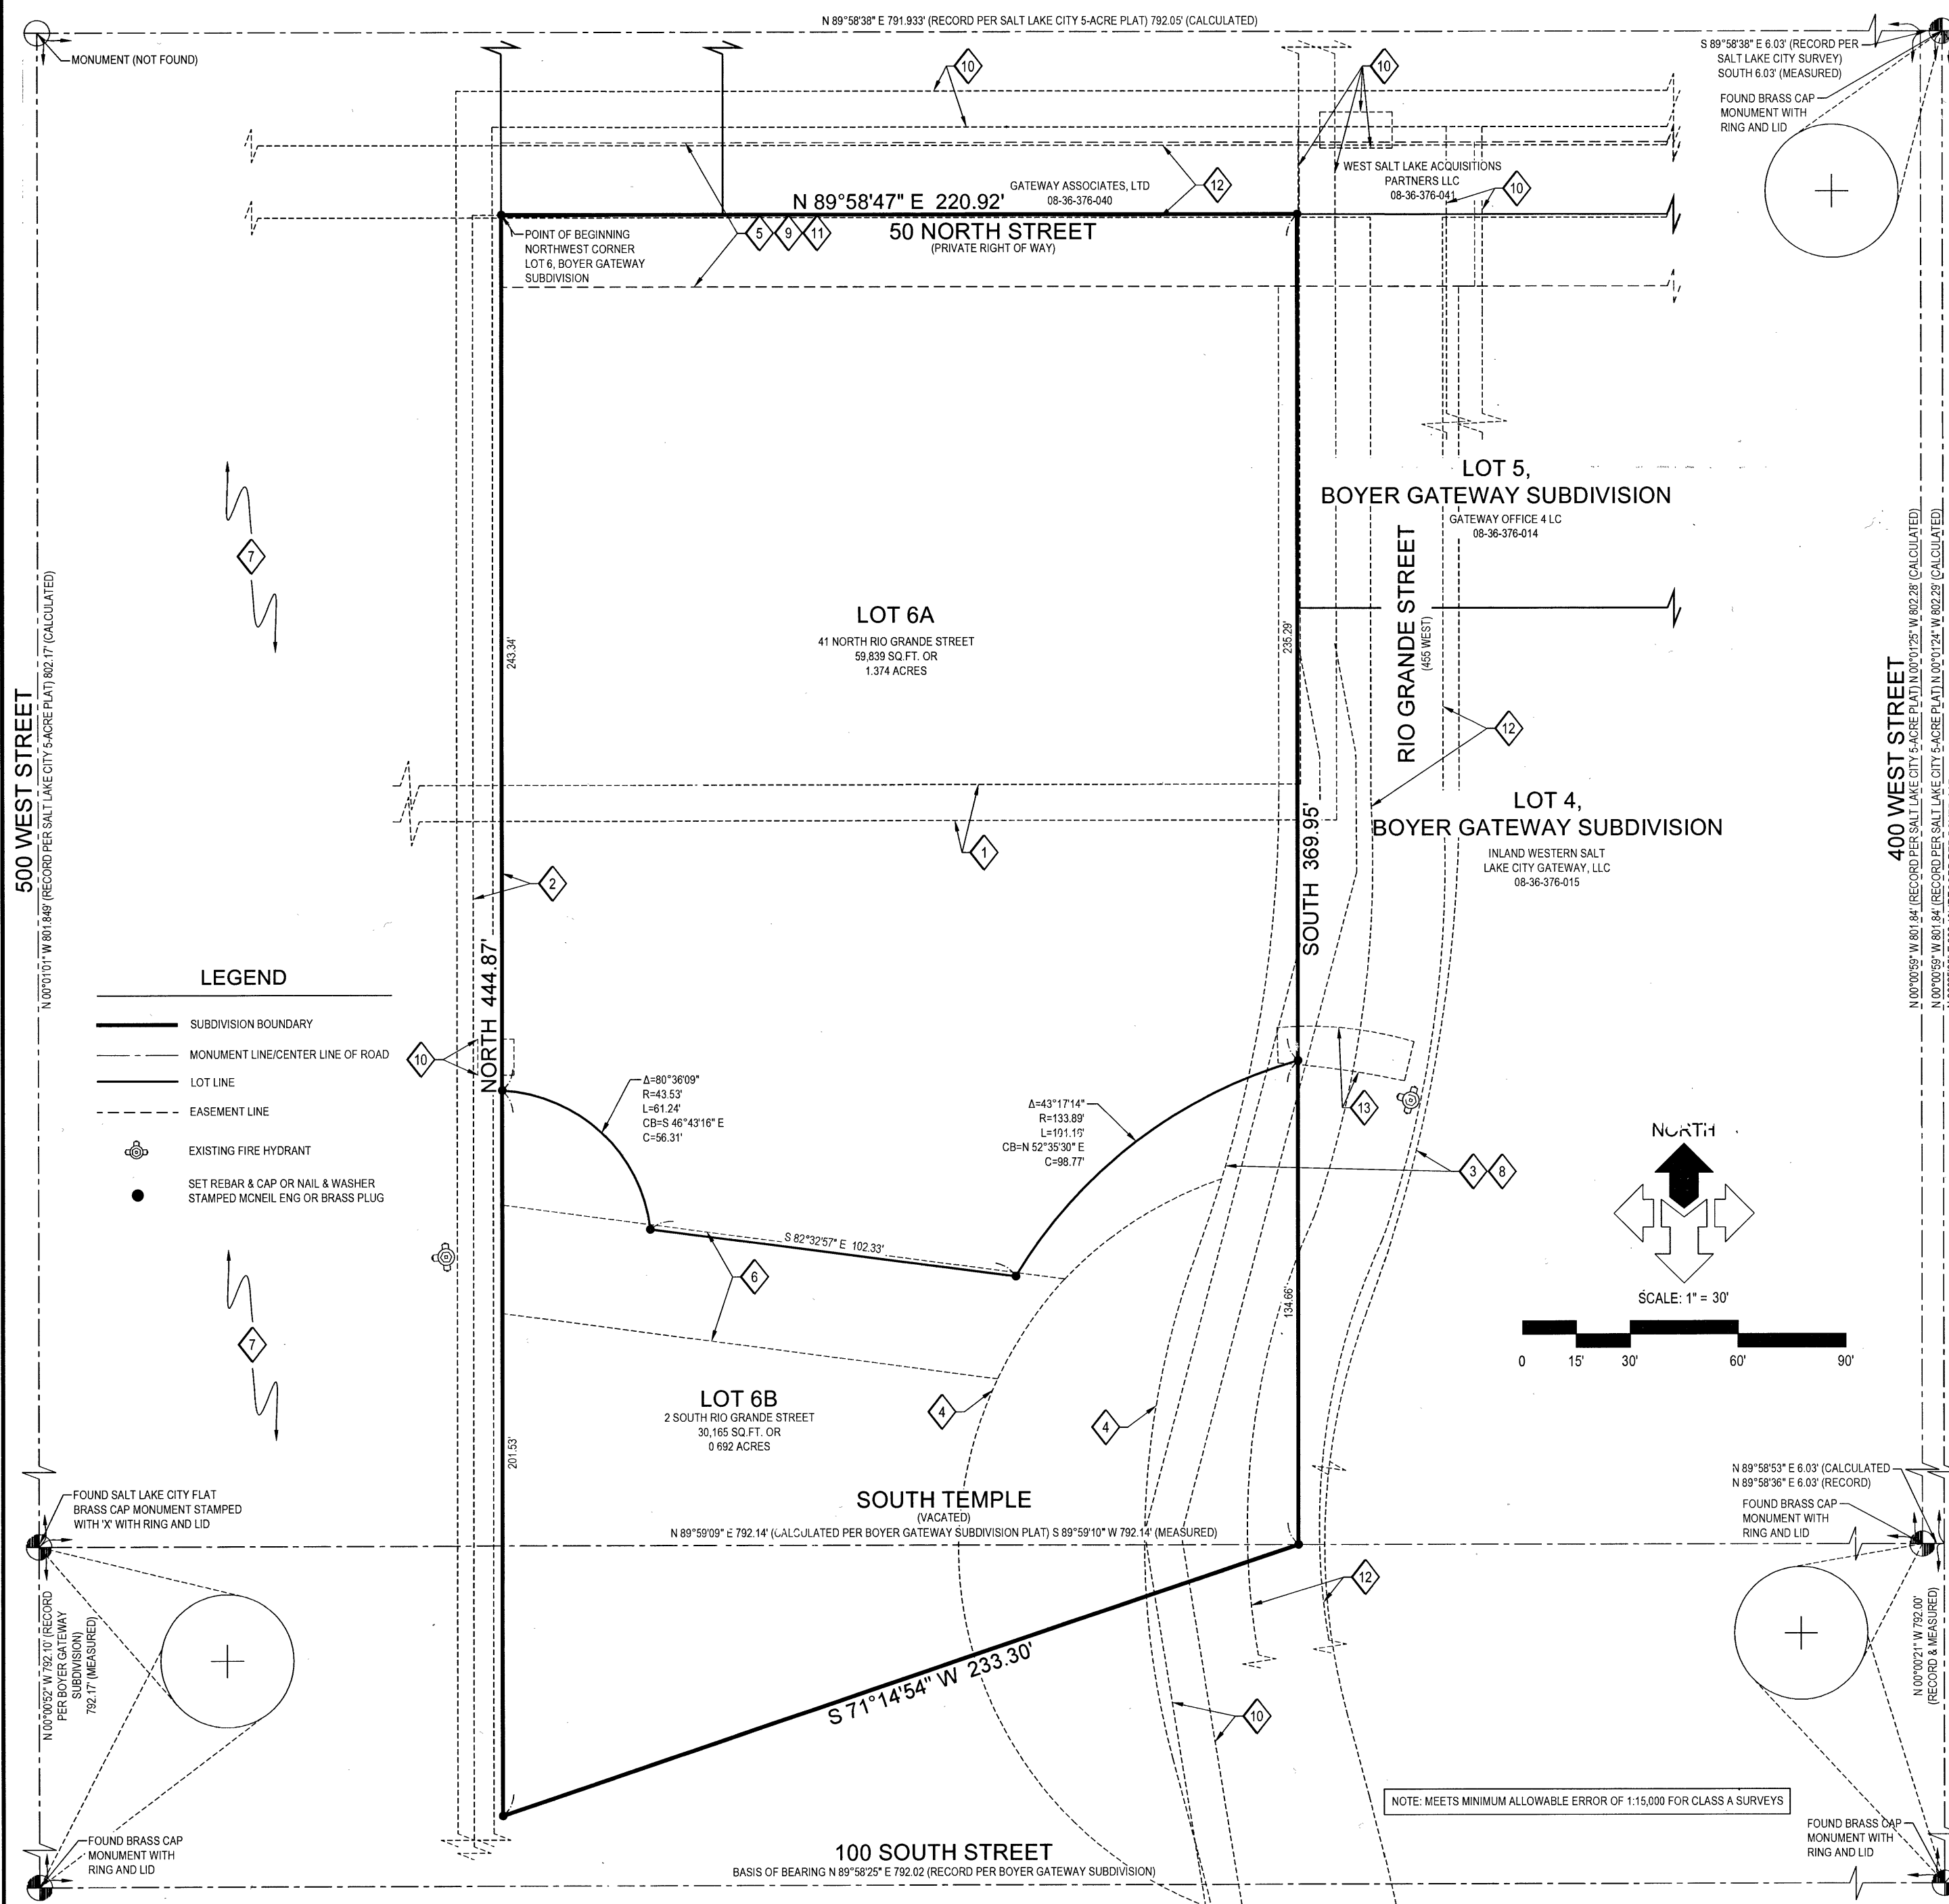 N 89°58'38" E 791.933' (RECORD PER SALT LAKE CITY 5-ACRE PLAT) 792.05' (CALCULATED)
MONUMENT (NOT FOUND)
S 89°58'38" E 6.03' (RECORD PER
SALT LAKE CITY SURVEY)
SOUTH 6.03' (MEASURED)
FOUND BRASS CAP
MONUMENT WITH
RING AND LID
10
10
WEST SALT LAKE ACQUISITIONS
PARTNERS LLC
08-36-376-041
10
GATEWAY ASSOCIATES, LTD
08-36-376-040
12
N 89°58'47" E 220.92'
50 NORTH STREET
(PRIVATE RIGHT OF WAY)
5
9
11
POINT OF BEGINNING
NORTHWEST CORNER
LOT 6, BOYER GATEWAY
SUBDIVISION
LOT 5,
BOYER GATEWAY SUBDIVISION
GATEWAY OFFICE 4 LC
08-36-376-014
7
LOT 6A
41 NORTH RIO GRANDE STREET
59,839 SQ.FT. OR
1.374 ACRES
243.34'
235.29'
RIO GRANDE STREET
(455 WEST)
12
500 WEST STREET
N 00°01'01" W 801.849' (RECORD PER SALT LAKE CITY 5-ACRE PLAT) 802.17' (CALCULATED)
400 WEST STREET
N 00°00'59" W 801.84' (RECORD PER SALT LAKE CITY 5-ACRE PLAT) N 00°01'25" W 802.28' (CALCULATED)
N 00°00'59" W 801.84' (RECORD PER SALT LAKE CITY 5-ACRE PLAT) N 00°01'24" W 802.29' (CALCULATED)
LOT 4,
BOYER GATEWAY SUBDIVISION
INLAND WESTERN SALT
LAKE CITY GATEWAY, LLC
08-36-376-015
1
2
NORTH 444.87'
SOUTH 369.95'
LEGEND
SUBDIVISION BOUNDARY
MONUMENT LINE/CENTER LINE OF ROAD
LOT LINE
EASEMENT LINE
EXISTING FIRE HYDRANT
SET REBAR & CAP OR NAIL & WASHER
STAMPED MCNEIL ENG OR BRASS PLUG
10
Δ=80°36'09"
R=43.53'
L=61.24'
CB=S 46°43'16" E
C=56.31'
Δ=43°17'14"
R=133.89'
L=101.16'
CB=N 52°35'30" E
C=98.77'
13
3
8
NORTH
SCALE: 1" = 30'
0 15' 30' 60' 90'
S 82°32'57" E 102.33'
6
134.66'
7
4
4
LOT 6B
2 SOUTH RIO GRANDE STREET
30,165 SQ.FT. OR
0 692 ACRES
201.53'
SOUTH TEMPLE
(VACATED)
N 89°59'09" E 792.14' (CALCULATED PER BOYER GATEWAY SUBDIVISION PLAT) S 89°59'10" W 792.14' (MEASURED)
FOUND SALT LAKE CITY FLAT
BRASS CAP MONUMENT STAMPED
WITH 'X' WITH RING AND LID
N 89°58'53" E 6.03' (CALCULATED
N 89°58'36" E 6.03' (RECORD)
FOUND BRASS CAP
MONUMENT WITH
RING AND LID
12
N 00°00'52" W 792.10' (RECORD
PER BOYER GATEWAY
SUBDIVISION)
792.17' (MEASURED)
N 00°00'21" W 792.00'
(RECORD & MEASURED)
S 71°14'54" W 233.30'
10
NOTE: MEETS MINIMUM ALLOWABLE ERROR OF 1:15,000 FOR CLASS A SURVEYS
FOUND BRASS CAP
MONUMENT WITH
RING AND LID
FOUND BRASS CAP
MONUMENT WITH
RING AND LID
100 SOUTH STREET
BASIS OF BEARING N 89°58'25" E 792.02 (RECORD PER BOYER GATEWAY SUBDIVISION)